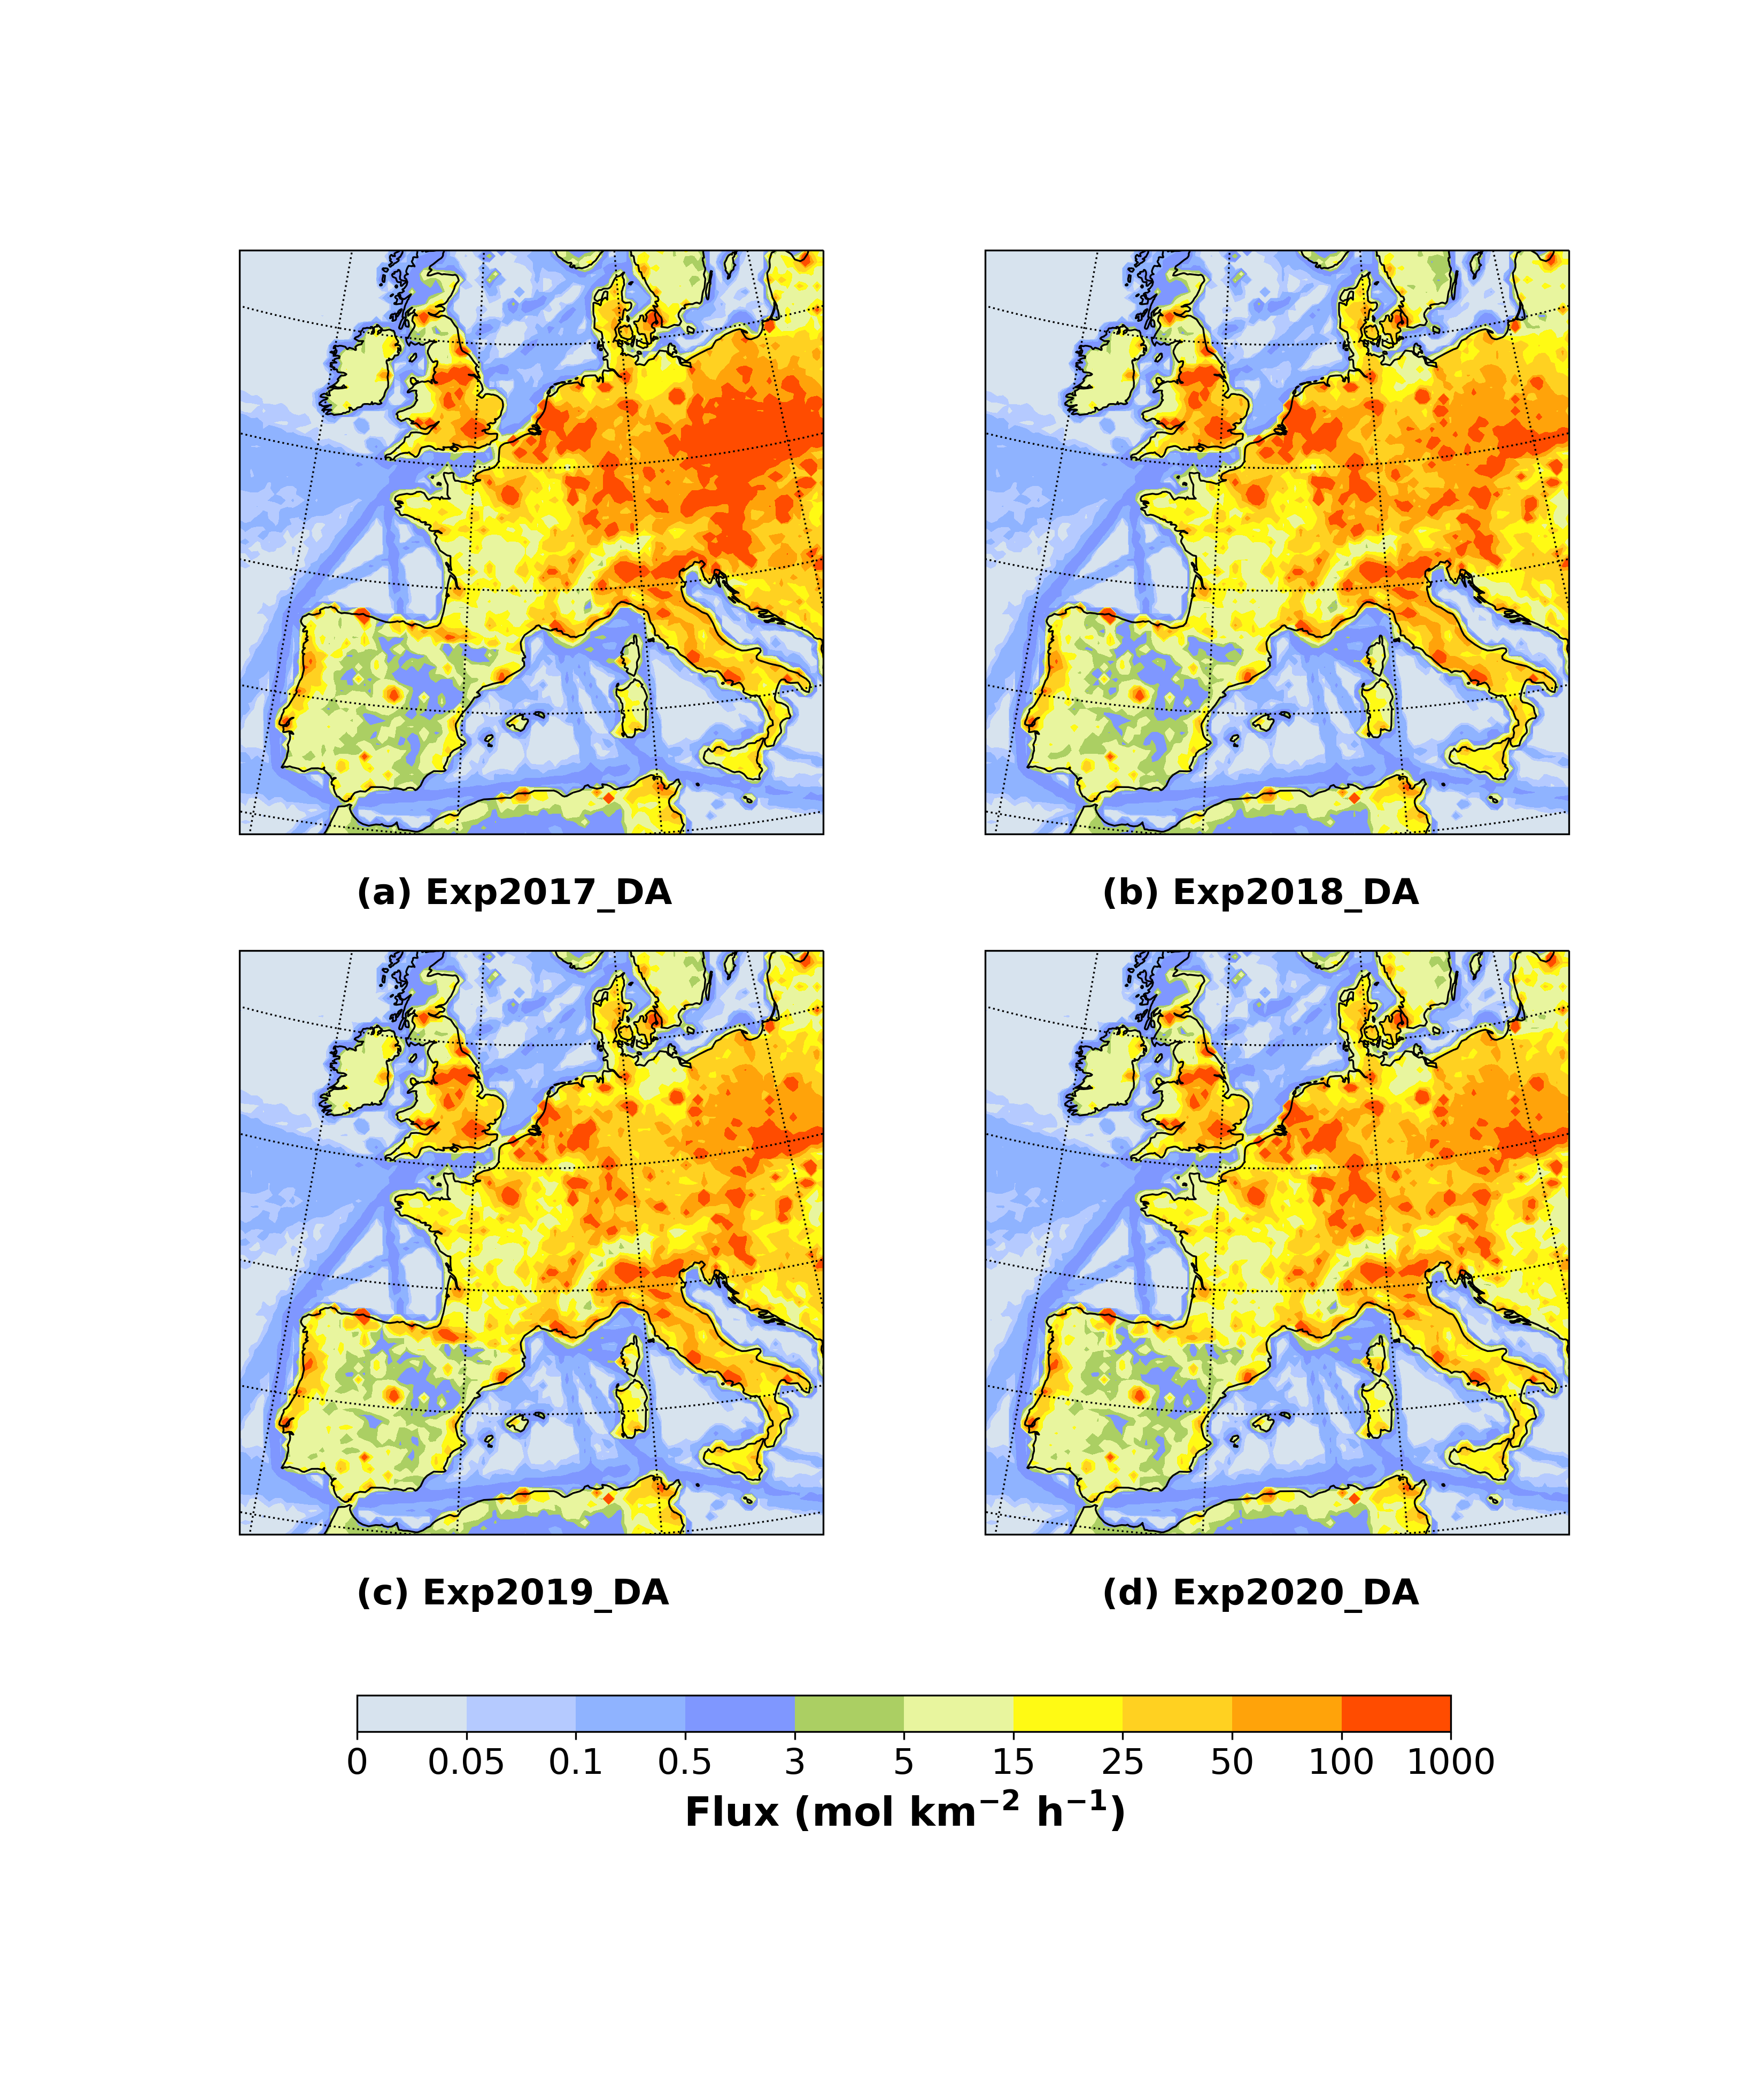 (a) Exp2017_DA
(b) Exp2018_DA
(c) Exp2019_DA
(d) Exp2020_DA
0 0.05 0.1 0.5 3 5 15 25 50 100 1000
Flux (mol km⁻² h⁻¹)